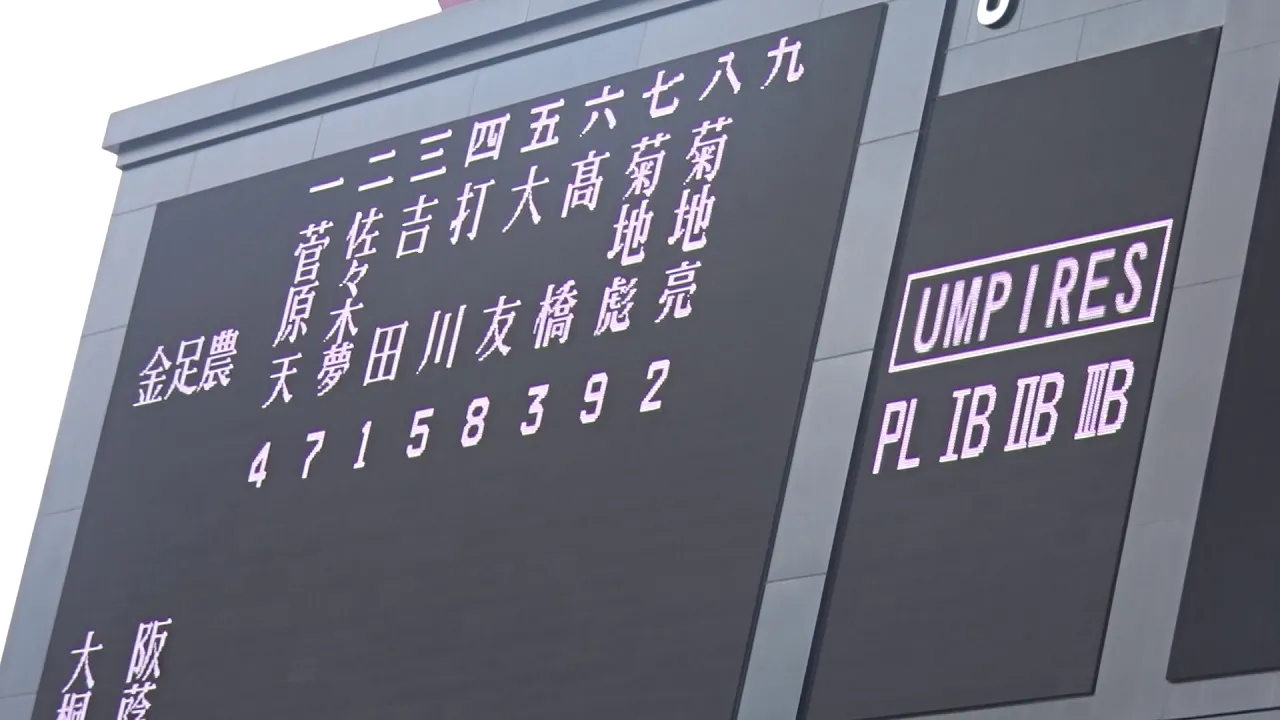 一 二 三 四 五 六 七 八 九
金足農
菅原天
佐々木夢
吉田
打川
大友
高橋
菊地彪
菊地亮
4 7 1 5 8 3 9 2
大阪
桐蔭
UMPIRES
PL ⅠB ⅡB ⅢB